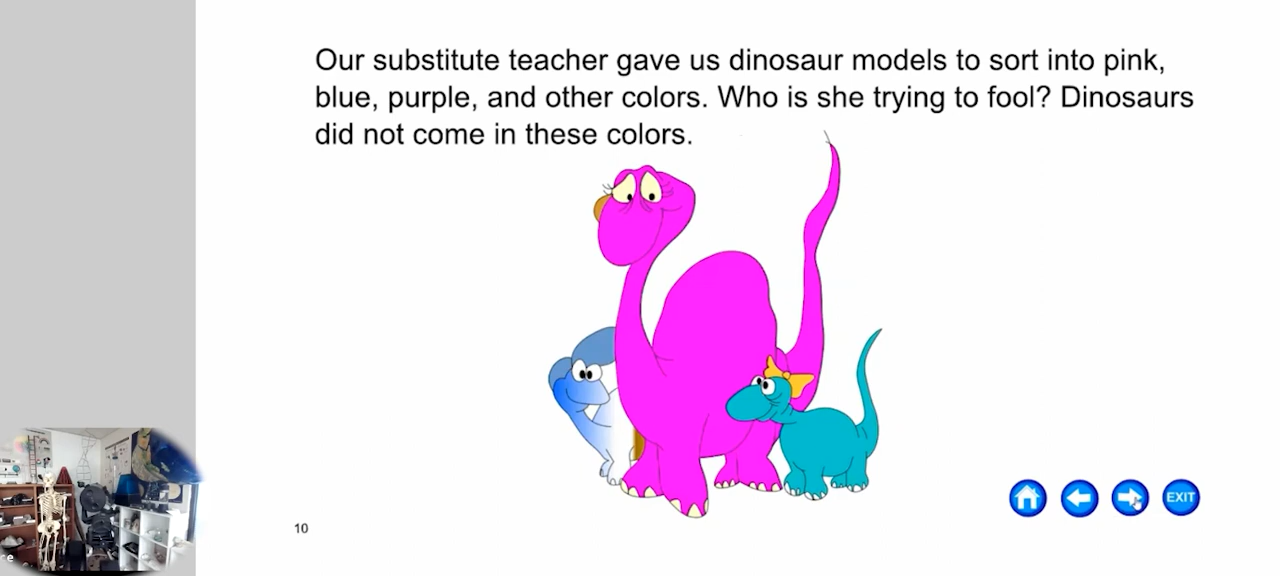 Our substitute teacher gave us dinosaur models to sort into pink,
blue, purple, and other colors. Who is she trying to fool? Dinosaurs
did not come in these colors.
EXIT
10
e